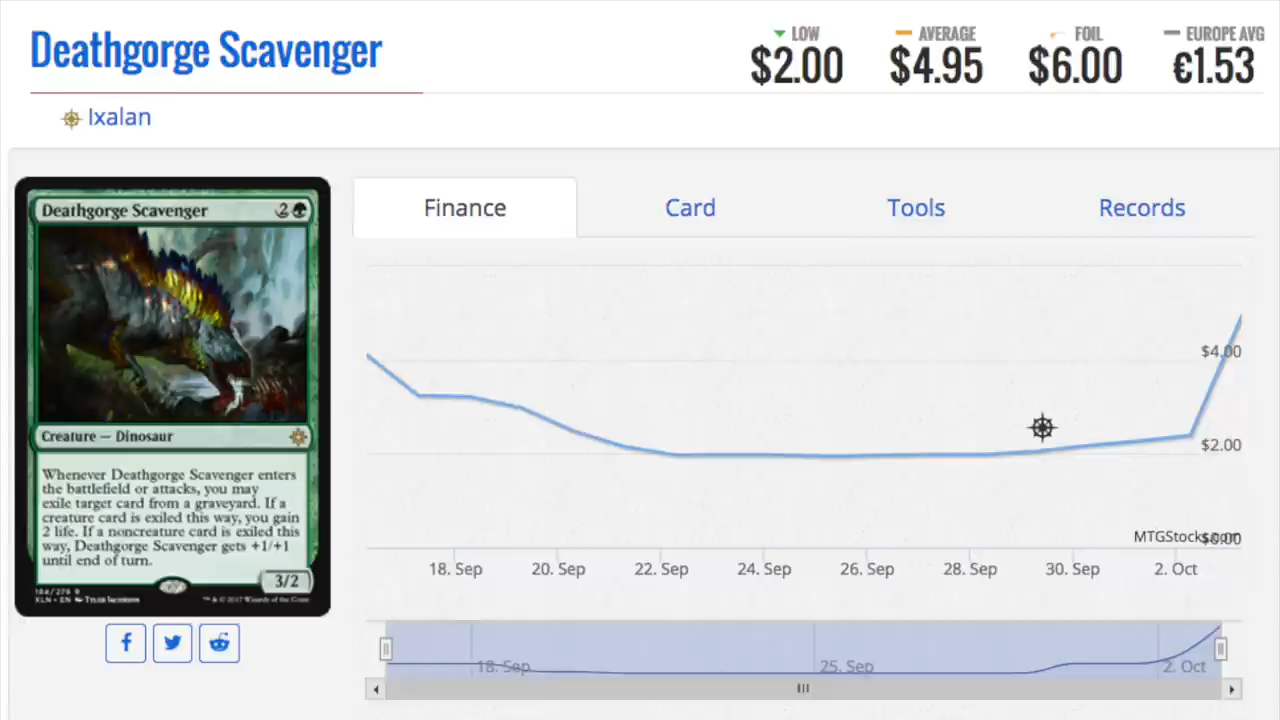 Deathgorge Scavenger
LOW
$2.00
AVERAGE
$4.95
FOIL
$6.00
EUROPE AVG
€1.53
Ixalan
Finance
Card
Tools
Records
Deathgorge Scavenger 2
Creature — Dinosaur
Whenever Deathgorge Scavenger enters
the battlefield or attacks, you may
exile target card from a graveyard. If a
creature card is exiled this way, you gain
2 life. If a noncreature card is exiled this
way, Deathgorge Scavenger gets +1/+1
until end of turn.
3/2
$4.00
$2.00
MTGStocks.com
$0.00
18. Sep
20. Sep
22. Sep
24. Sep
26. Sep
28. Sep
30. Sep
2. Oct
18. Sep
25. Sep
2. Oct